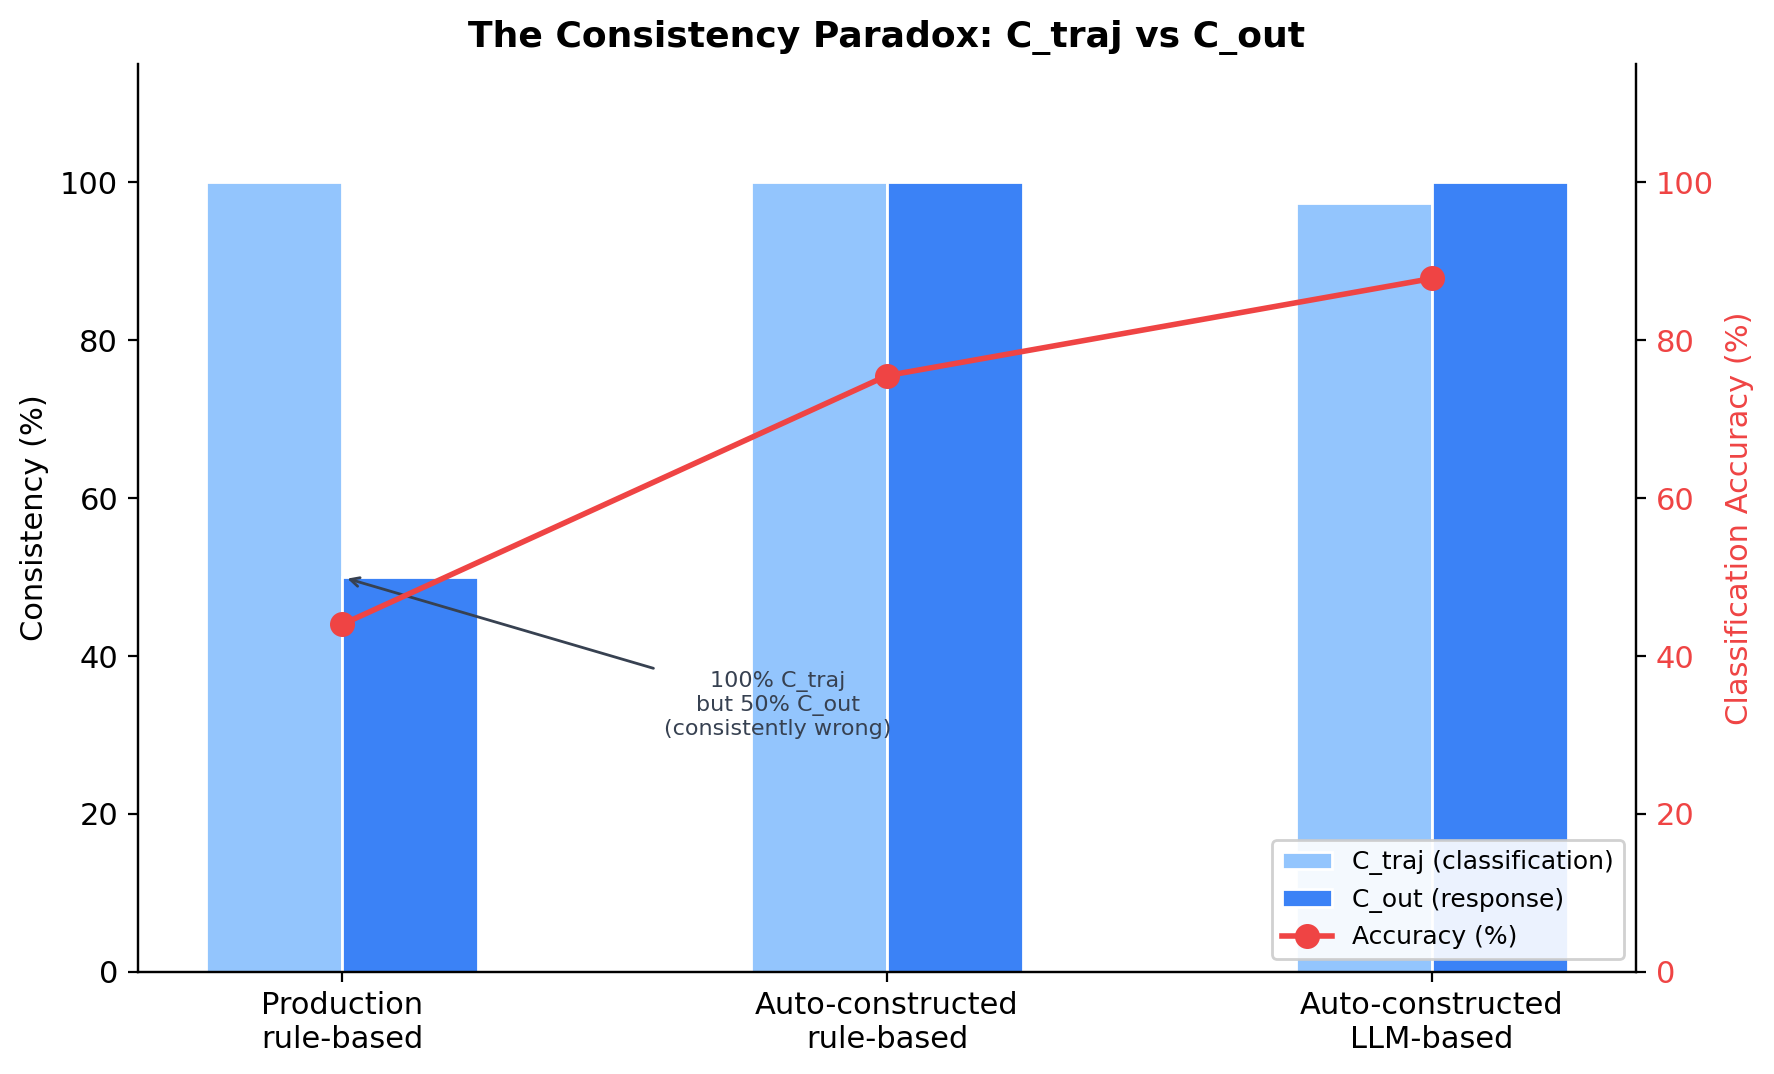 The Consistency Paradox: C_traj vs C_out
Consistency (%)
100
80
60
40
20
0
100% C_traj
but 50% C_out
(consistently wrong)
Classification Accuracy (%)
100
80
60
40
20
0
C_traj (classification)
C_out (response)
Accuracy (%)
Production
rule-based
Auto-constructed
rule-based
Auto-constructed
LLM-based